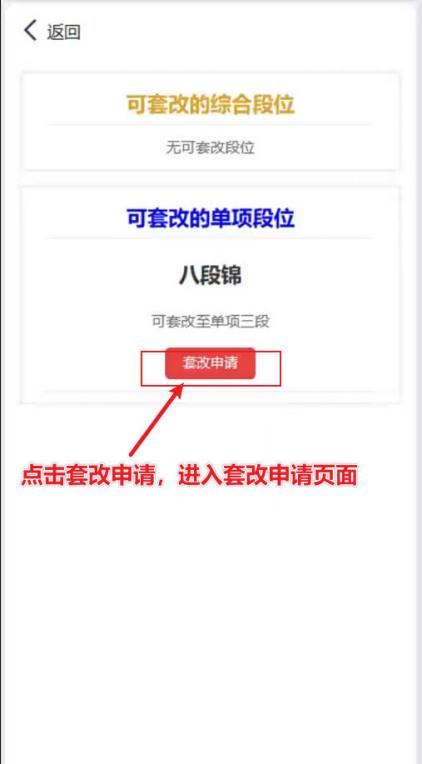 返回
可套改的综合段位
无可套改段位
可套改的单项段位
八段锦
可套改至单项三段
套改申请
点击套改申请，进入套改申请页面